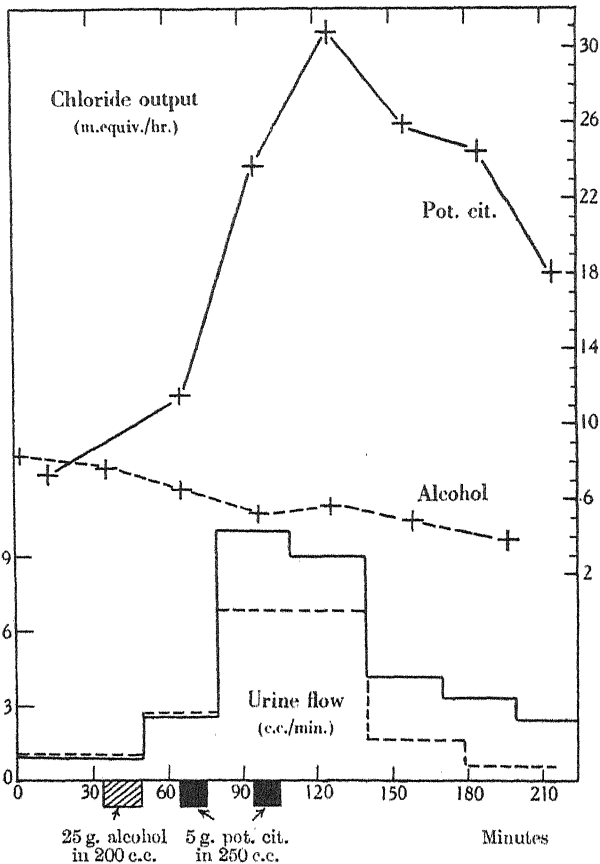 30
Chloride output
(m.equiv./hr.)
26
22
Pot. cit.
18
14
10
Alcohol
6
9
2
6
3
Urine flow
(c.c./min.)
0
0 30 60 90 120 150 180 210
25 g. alcohol
in 200 c.c.
5 g. pot. cit.
in 250 c.c.
Minutes